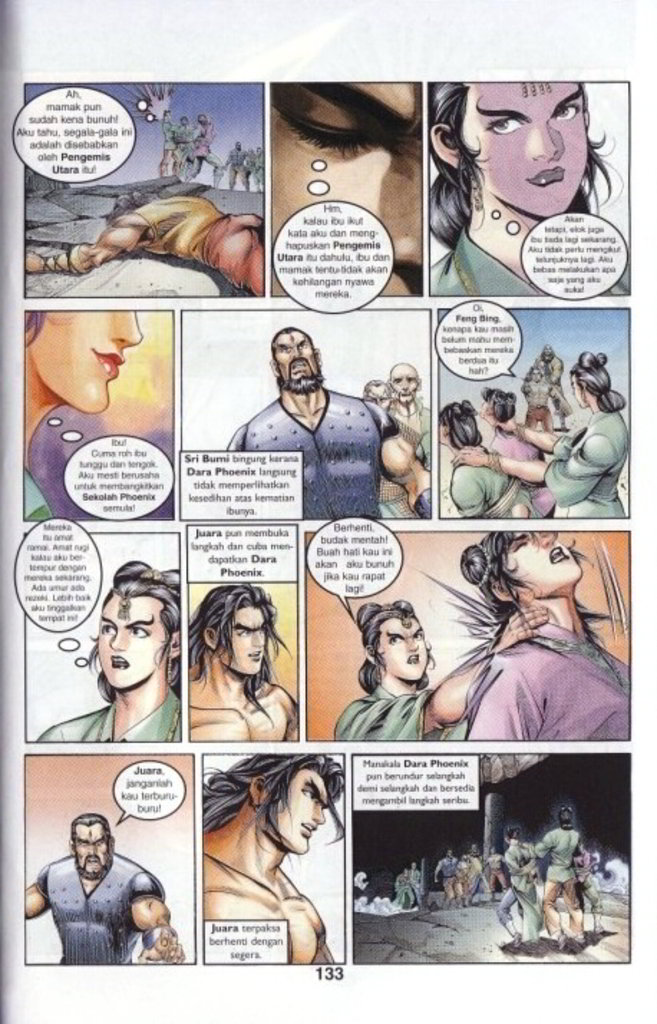 Ah,
mamak pun
sudah kena bunuh!
Aku tahu, segala-gala ini
adalah disebabkan
oleh Pengemis
Utara itu!
Hm,
kalau ibu ikut
kata aku dan meng-
hapuskan Pengemis
Utara itu dahulu, ibu dan
mamak tentu tidak akan
kehilangan nyawa
mereka.
Akan
tetapi, elok juga
ibu tiada lagi sekarang.
Aku tidak perlu mengikut
telunjuknya lagi. Aku
bebas melakukan apa
saja yang aku
suka!
Ibu!
Cuma roh ibu
tunggu dan tengok.
Aku mesti berusaha
untuk membangkitkan
Sekolah Phoenix
semula!
Sri Bumi bingung karana
Dara Phoenix langsung
tidak memperlihatkan
kesedihan atas kematian
ibunya.
Oi,
Feng Bing,
kenapa kau masih
belum mahu mem-
bebaskan mereka
berdua itu
hah?
Mereka
itu amat
ramai. Amat rugi
kalau aku ber-
tempur dengan
mereka sekarang.
Ada rupa, ada
rezeki. Lebih baik
aku tinggalkan
tempat ini!
Juara pun membuka
langkah dan cuba men-
dapatkan Dara
Phoenix.
Berhenti,
budak mentah!
Buah hati kau ini
akan aku bunuh
jika kau rapat
lagi!
Juara,
janganlah
kau terburu-
buru!
Juara terpaksa
berhenti dengan
segera.
Manakala Dara Phoenix
pun berundur selangkah
demi selangkah dan bersedia
mengambil langkah seribu.
133